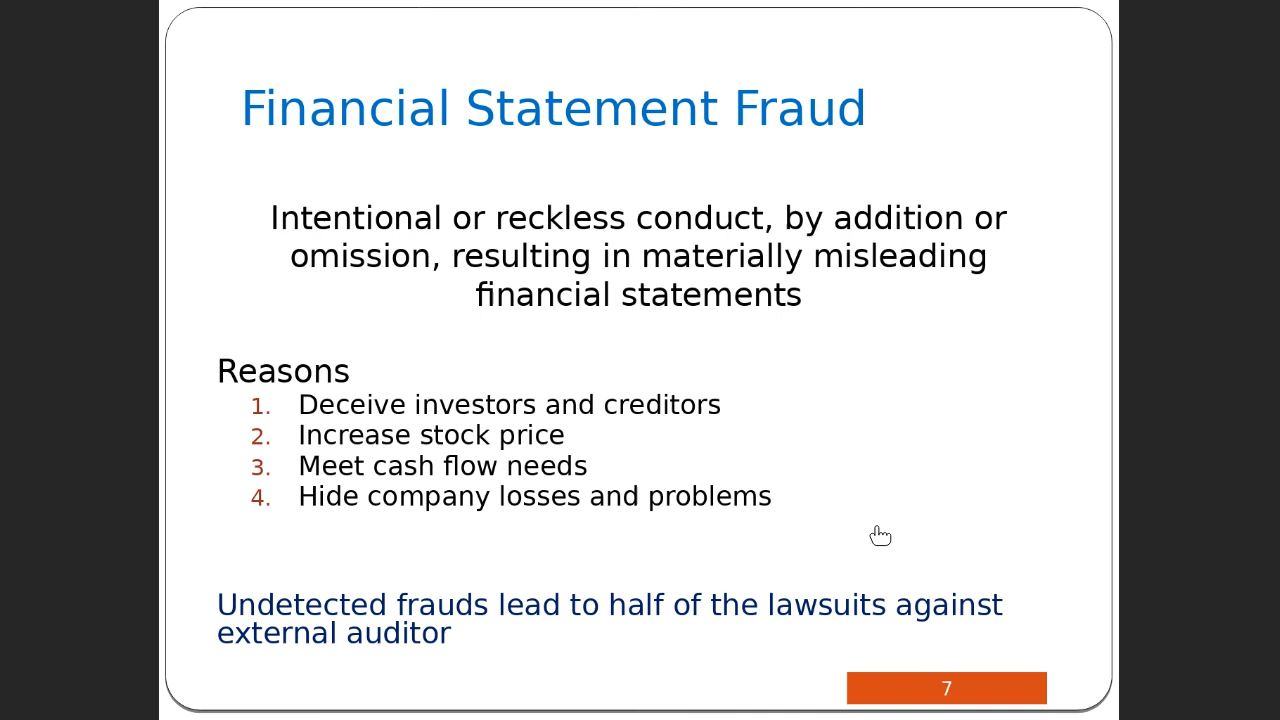 Financial Statement Fraud
Intentional or reckless conduct, by addition or
omission, resulting in materially misleading
financial statements
Reasons
1. Deceive investors and creditors
2. Increase stock price
3. Meet cash flow needs
4. Hide company losses and problems
Undetected frauds lead to half of the lawsuits against
external auditor
7